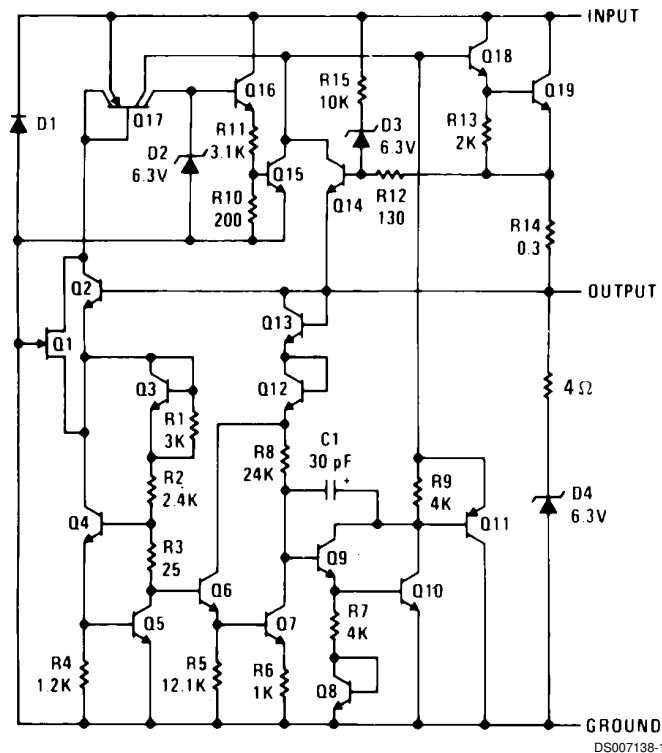 INPUT
Q18
R15
10K
Q16
Q19
D1
Q17
R11
3.1K
D3
6.3V
R13
2K
D2
6.3V
Q15
R10
200
Q14
R12
130
R14
0.3
Q2
OUTPUT
Q13
Q1
Q3
Q12
4Ω
R1
3K
C1
30 pF
R8
24K
R2
2.4K
R9
4K
D4
6.3V
Q11
Q4
R3
25
Q6
Q9
Q10
Q5
Q7
R7
4K
R4
1.2K
R5
12.1K
R6
1K
Q8
GROUND
DS007138-1